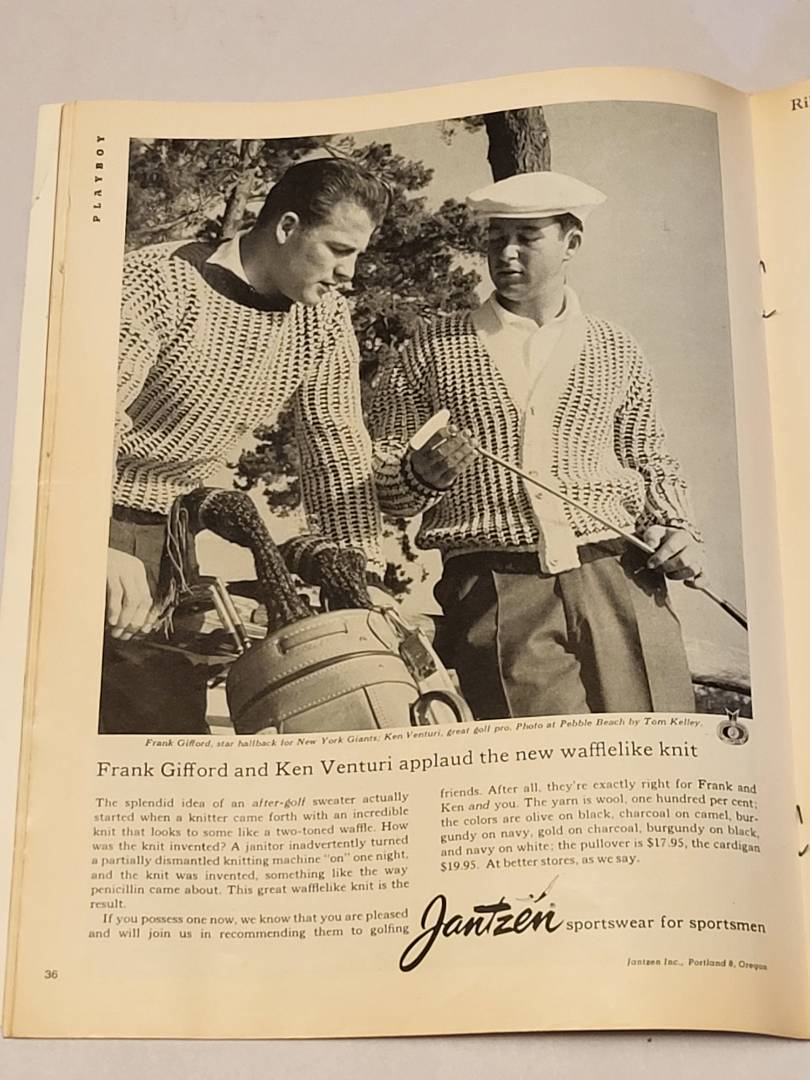 PLAYBOY
Ri
Frank Gifford, star halfback for New York Giants; Ken Venturi, great golf pro. Photo at Pebble Beach by Tom Kelley.
Frank Gifford and Ken Venturi applaud the new wafflelike knit
The splendid idea of an after-golf sweater actually
started when a knitter came forth with an incredible
knit that looks to some like a two-toned waffle. How
was the knit invented? A janitor inadvertently turned
a partially dismantled knitting machine "on" one night,
and the knit was invented, something like the way
penicillin came about. This great wafflelike knit is the
result.
If you possess one now, we know that you are pleased
and will join us in recommending them to golfing
friends. After all, they're exactly right for Frank and
Ken and you. The yarn is wool, one hundred per cent;
the colors are olive on black, charcoal on camel, bur-
gundy on navy, gold on charcoal, burgundy on black,
and navy on white; the pullover is $17.95, the cardigan
$19.95. At better stores, as we say.
Jantzen sportswear for sportsmen
Jantzen Inc., Portland 8, Oregon
36